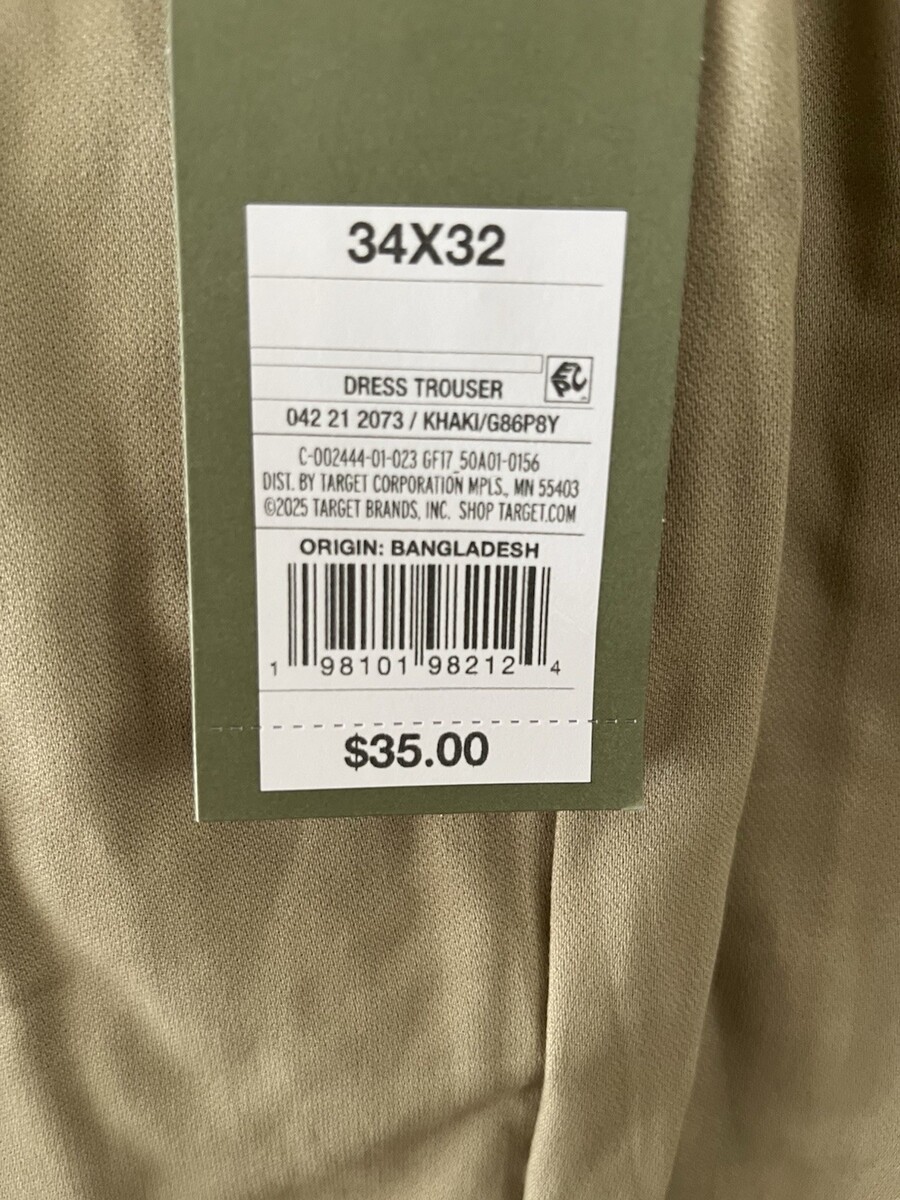 34X32
DRESS TROUSER
042 21 2073 / KHAKI/G86P8Y
C-002444-01-023 GF17_50A01-0156
DIST. BY TARGET CORPORATION MPLS., MN 55403
©2025 TARGET BRANDS, INC. SHOP TARGET.COM
ORIGIN: BANGLADESH
1 98101 98212 4
$35.00